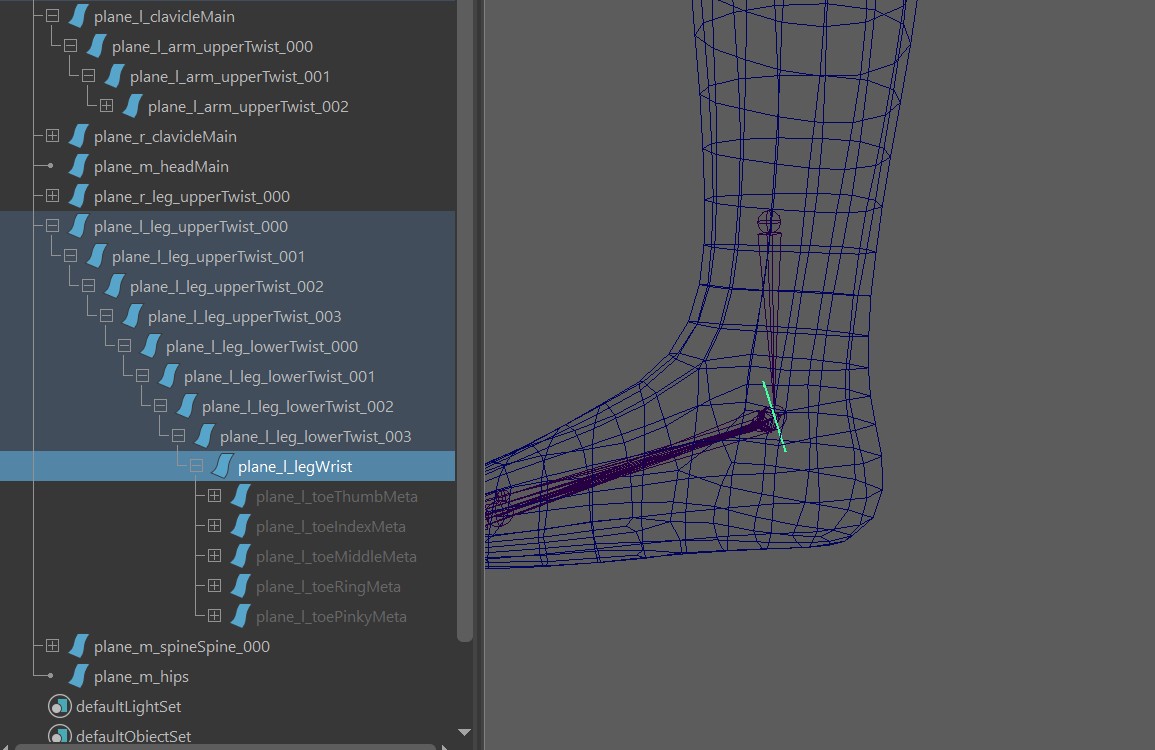 plane_l_clavicleMain
plane_l_arm_upperTwist_000
plane_l_arm_upperTwist_001
plane_l_arm_upperTwist_002
plane_r_clavicleMain
plane_m_headMain
plane_r_leg_upperTwist_000
plane_l_leg_upperTwist_000
plane_l_leg_upperTwist_001
plane_l_leg_upperTwist_002
plane_l_leg_upperTwist_003
plane_l_leg_lowerTwist_000
plane_l_leg_lowerTwist_001
plane_l_leg_lowerTwist_002
plane_l_leg_lowerTwist_003
plane_l_legWrist
plane_l_toeThumbMeta
plane_l_toeIndexMeta
plane_l_toeMiddleMeta
plane_l_toeRingMeta
plane_l_toePinkyMeta
plane_m_spineSpine_000
plane_m_hips
defaultLightSet
defaultObjectSet